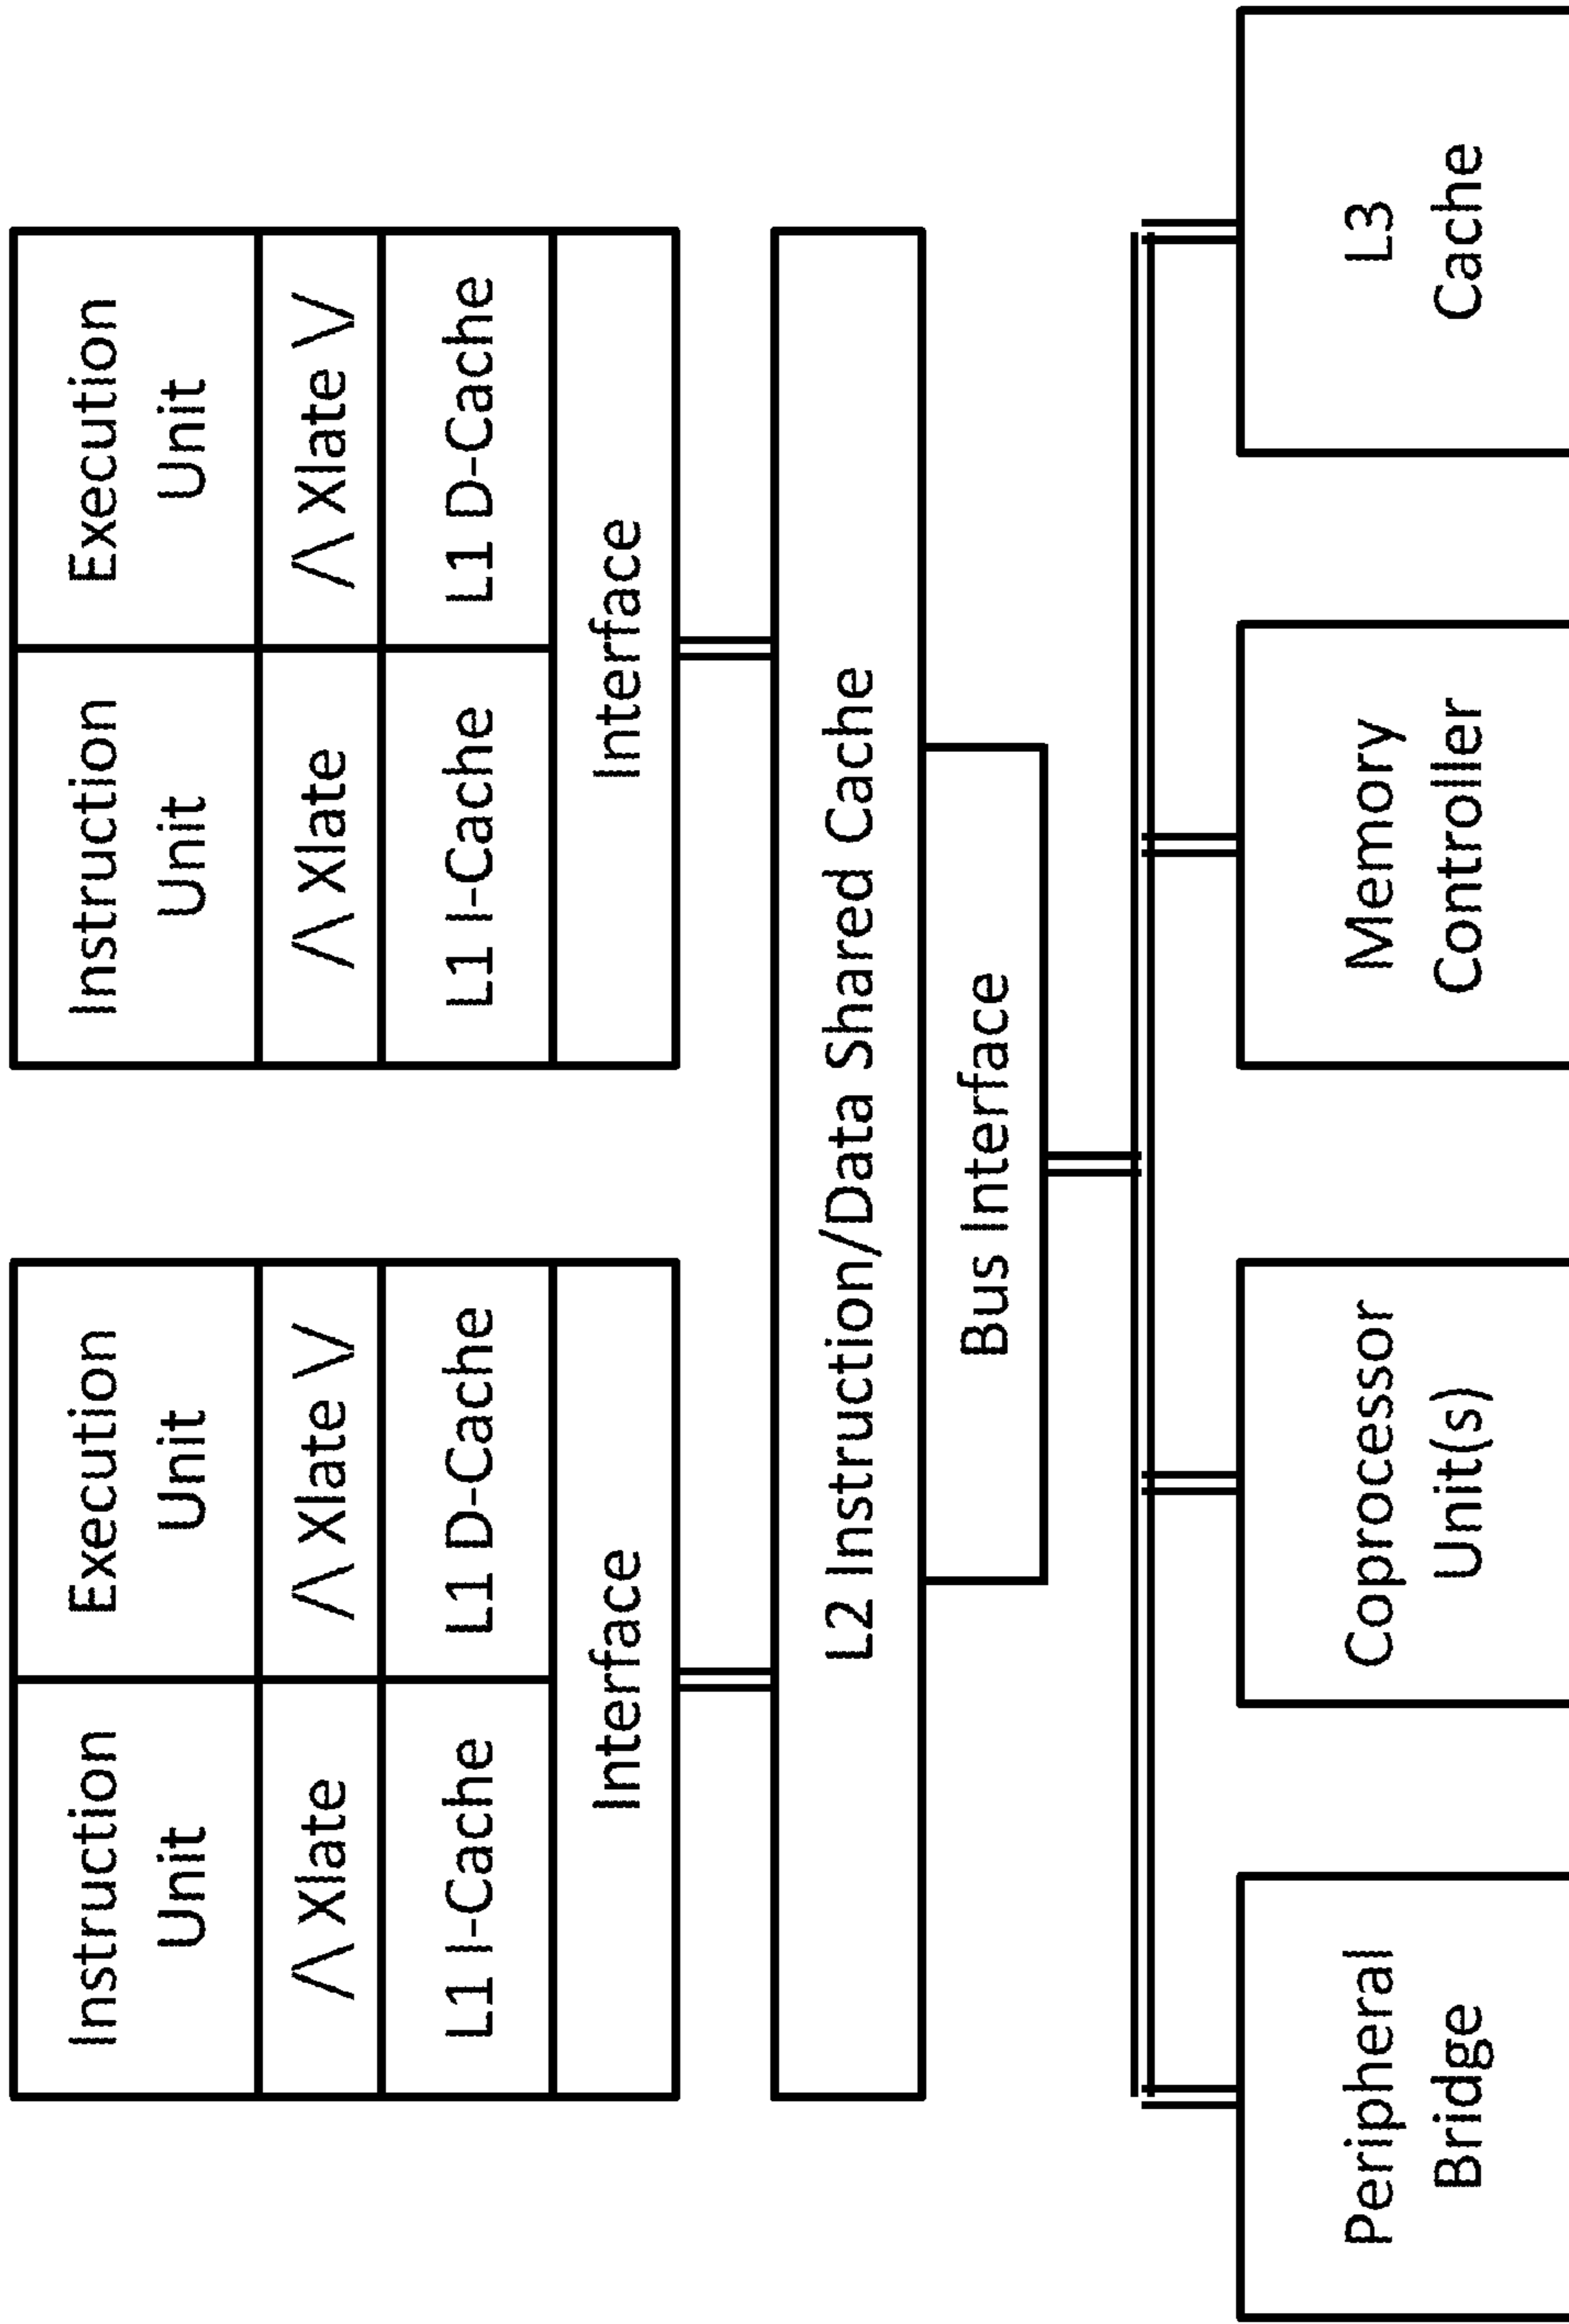 Instruction
Unit
Execution
Unit
/\ Xlate
/\ Xlate \/
L1 I-Cache
L1 D-Cache
Interface
Instruction
Unit
Execution
Unit
/\ Xlate
/\ Xlate \/
L1 I-Cache
L1 D-Cache
Interface
L2 Instruction/Data Shared Cache
Bus Interface
Peripheral
Bridge
Coprocessor
Unit(s)
Memory
Controller
L3
Cache